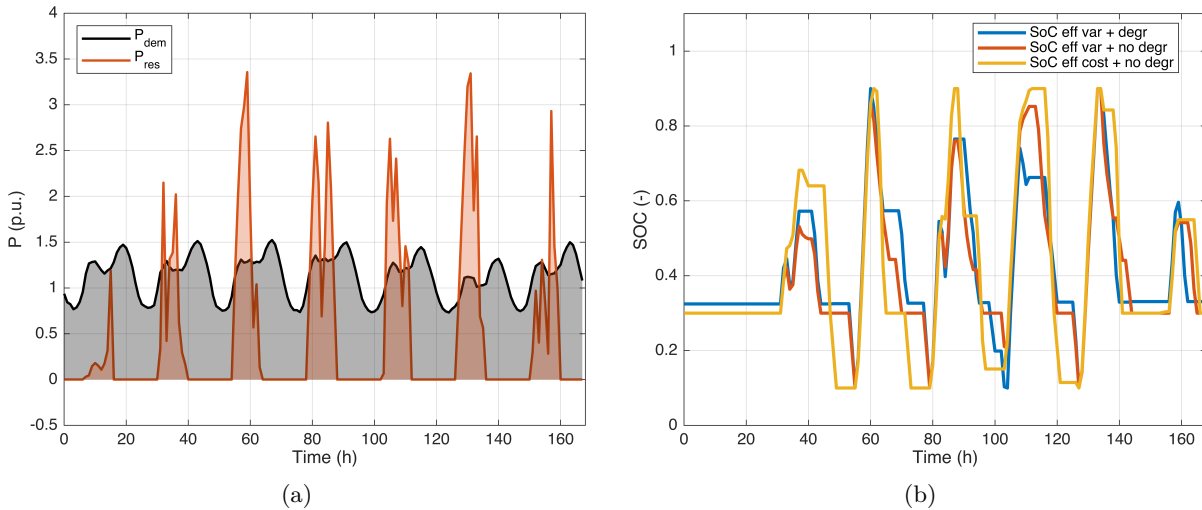 4
3.5
3
2.5
2
1.5
1
0.5
0
-0.5
P (p.u.)
P_dem
P_res
0 20 40 60 80 100 120 140 160
Time (h)
(a)
1
0.8
0.6
0.4
0.2
0
SOC (-)
SoC eff var + degr
SoC eff var + no degr
SoC eff cost + no degr
0 20 40 60 80 100 120 140 160
Time (h)
(b)